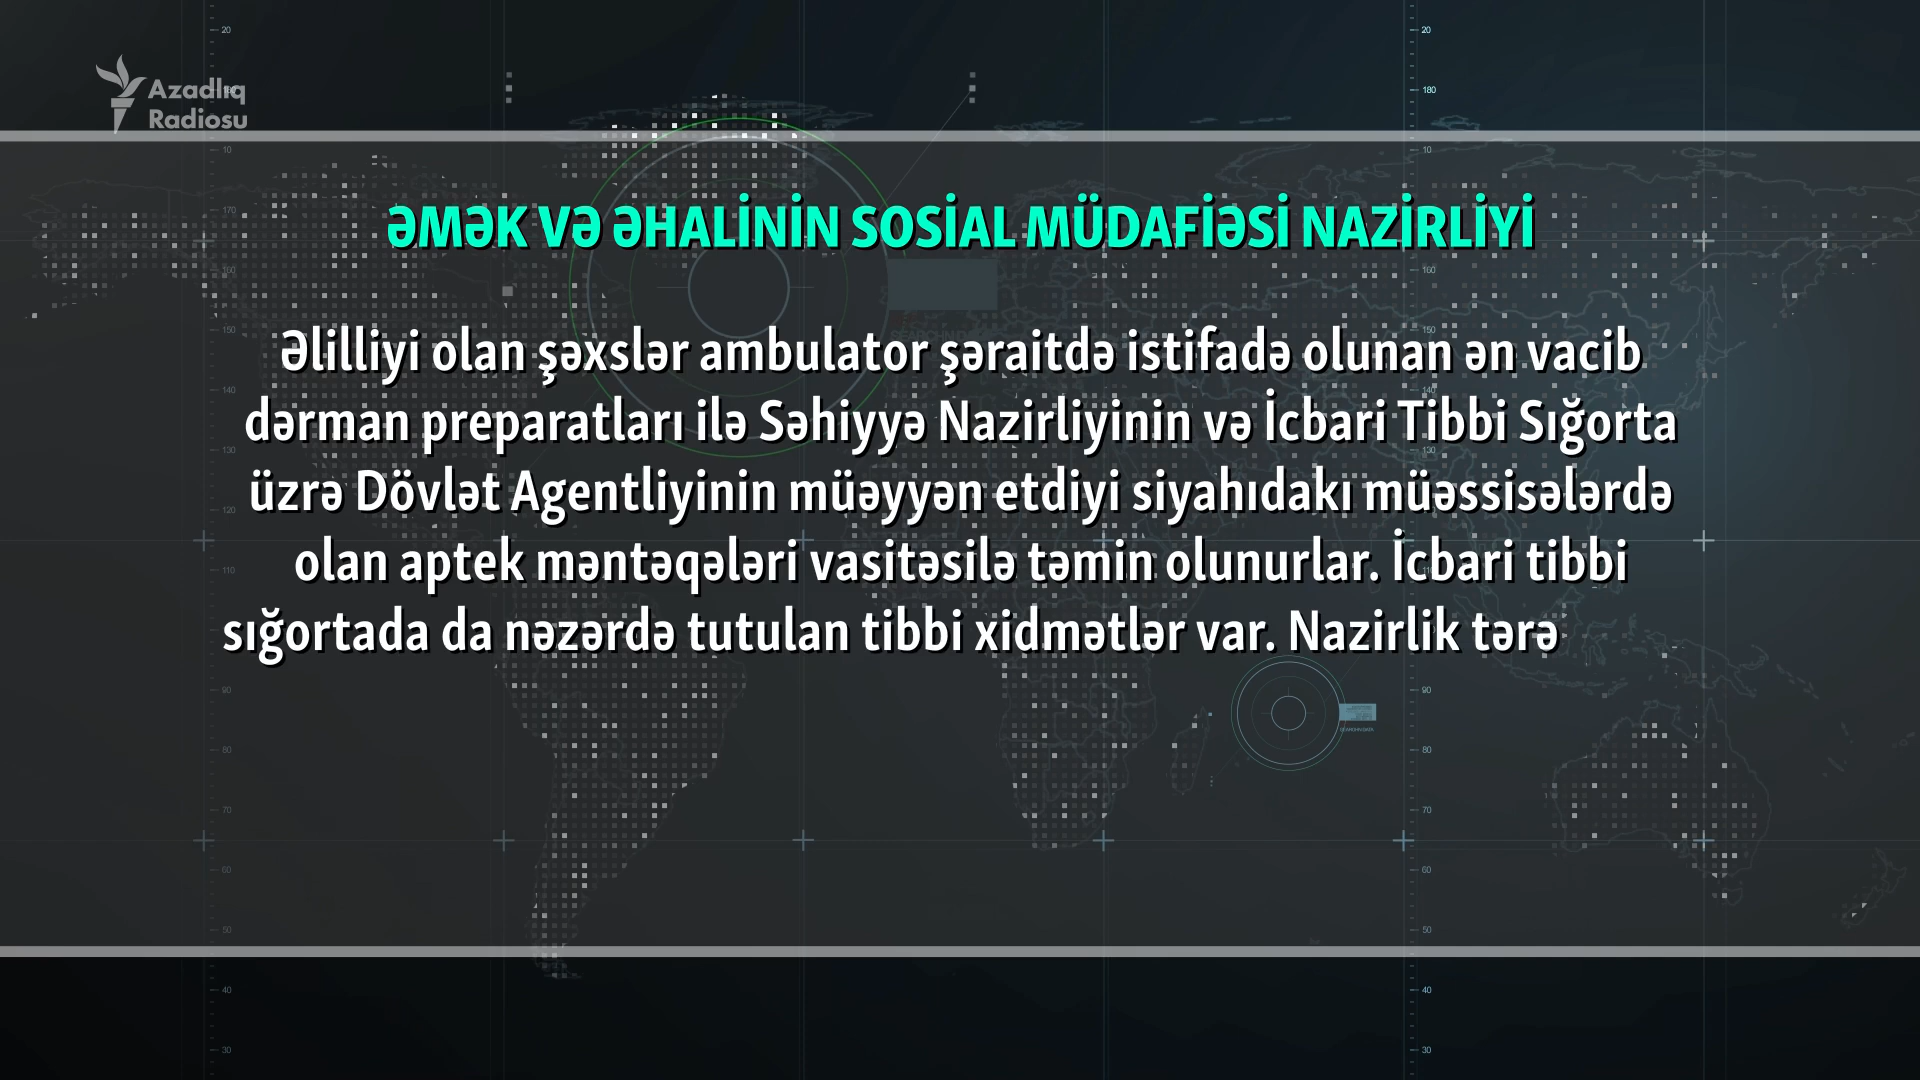 Azadlıq
Radiosu
ƏMƏK VƏ ƏHALİNİN SOSİAL MÜDAFİƏSİ NAZİRLİYİ
Əlilliyi olan şəxslər ambulator şəraitdə istifadə olunan ən vacib
dərman preparatları ilə Səhiyyə Nazirliyinin və İcbari Tibbi Sığorta
üzrə Dövlət Agentliyinin müəyyən etdiyi siyahıdakı müəssisələrdə
olan aptek məntəqələri vasitəsilə təmin olunurlar. İcbari tibbi
sığortada da nəzərdə tutulan tibbi xidmətlər var. Nazirlik tərə